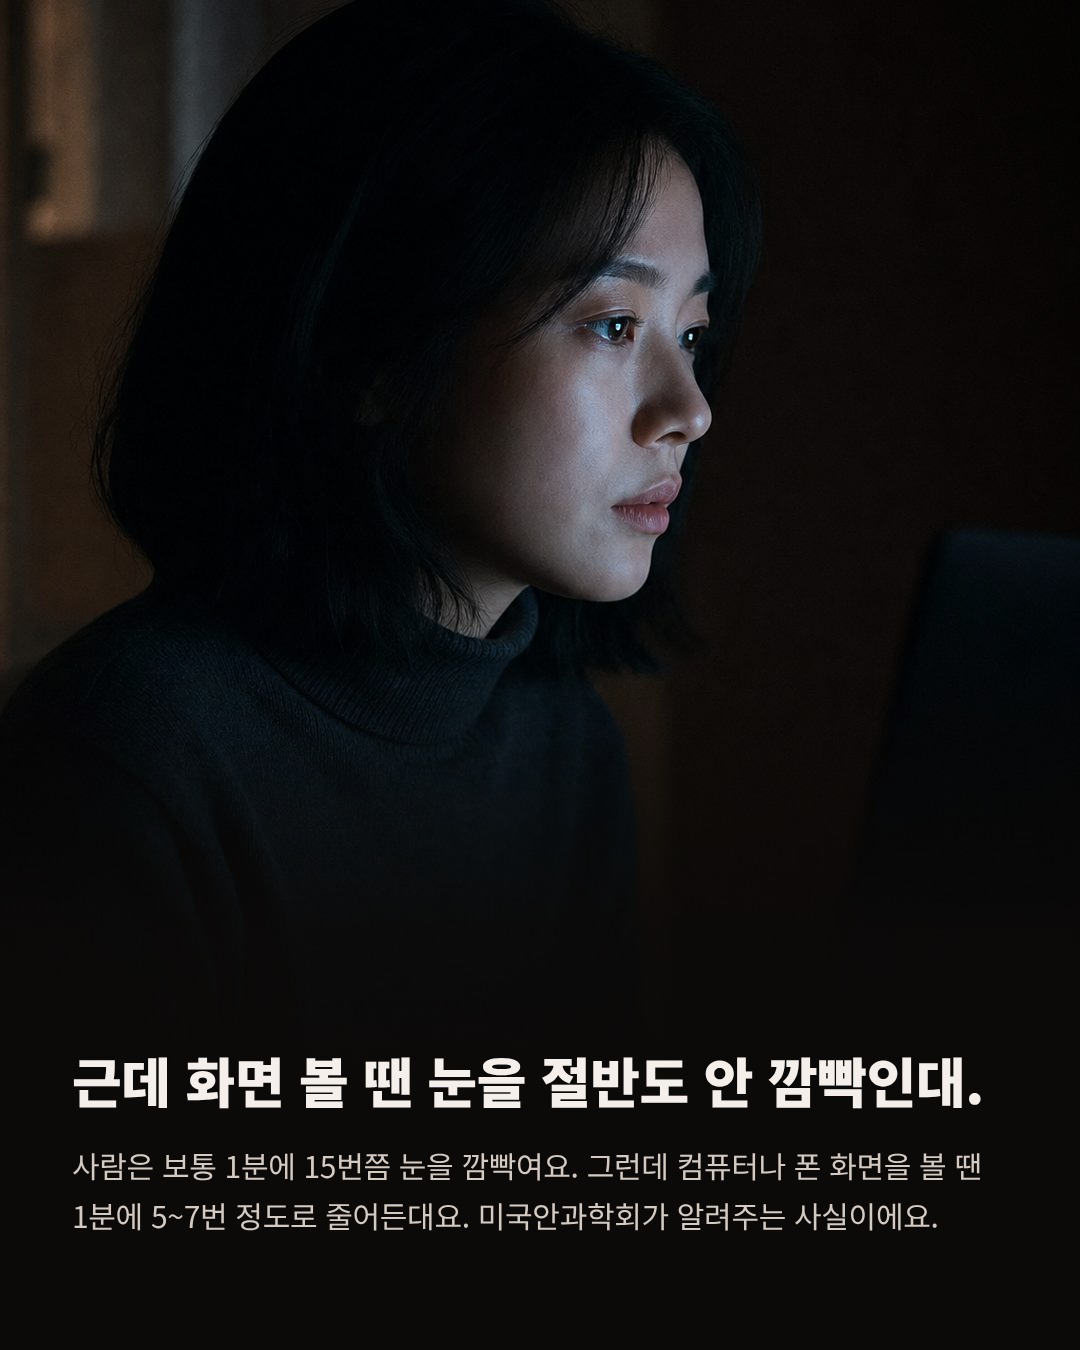 근데 화면 볼 땐 눈을 절반도 안 깜빡인대.
사람은 보통 1분에 15번쯤 눈을 깜빡여요. 그런데 컴퓨터나 폰 화면을 볼 땐
1분에 5~7번 정도로 줄어든대요. 미국안과학회가 알려주는 사실이에요.